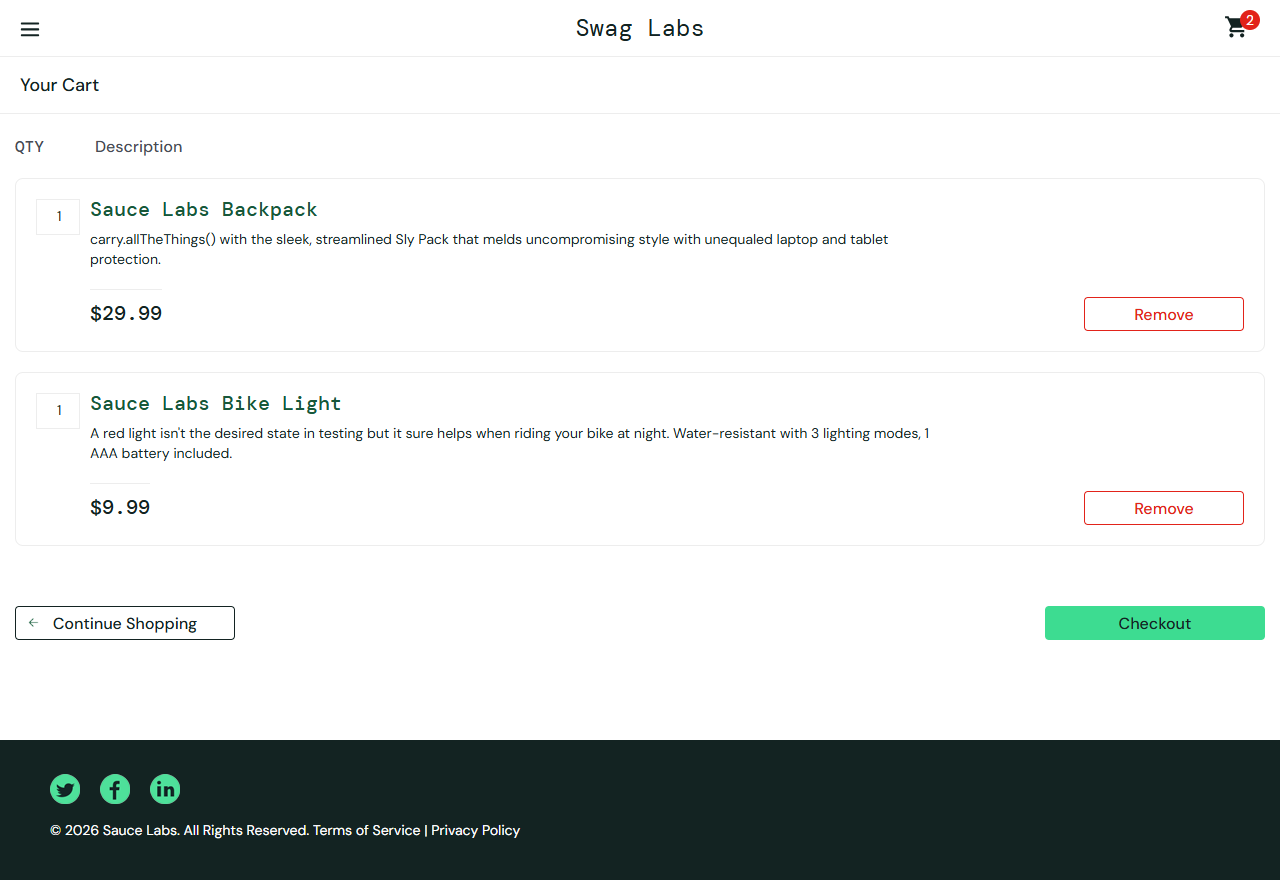 Swag Labs
2
Your Cart
QTY
Description
1
Sauce Labs Backpack
carry.allTheThings() with the sleek, streamlined Sly Pack that melds uncompromising style with unequaled laptop and tablet
protection.
$29.99
Remove
1
Sauce Labs Bike Light
A red light isn't the desired state in testing but it sure helps when riding your bike at night. Water-resistant with 3 lighting modes, 1
AAA battery included.
$9.99
Remove
Continue Shopping
Checkout
© 2026 Sauce Labs. All Rights Reserved. Terms of Service | Privacy Policy